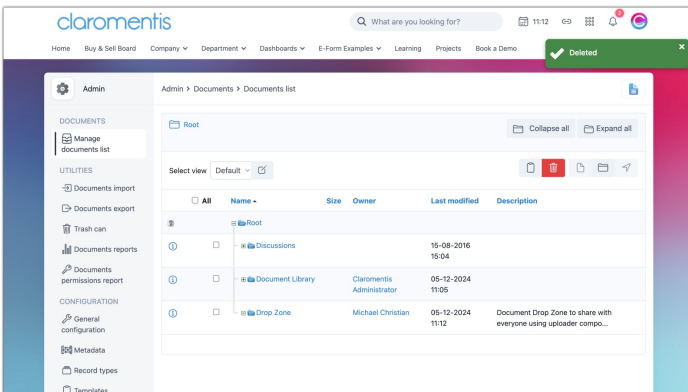 claromentis
What are you looking for?
11:12
2
Home Buy & Sell Board Company Department Dashboards E-Form Examples Learning Projects Book a Demo
Deleted
Admin
Admin > Documents > Documents list
DOCUMENTS
Manage
documents list
UTILITIES
Documents import
Documents export
Trash can
Documents reports
Documents
permissions report
CONFIGURATION
General
configuration
Metadata
Record types
Templates
Root
Collapse all Expand all
Select view Default
All Name Size Owner Last modified Description
Root
Discussions 15-08-2016
15:04
Document Library Claromentis 05-12-2024
Administrator 11:05
Drop Zone Michael Christian 05-12-2024 Document Drop Zone to share with
11:12 everyone using uploader compo...